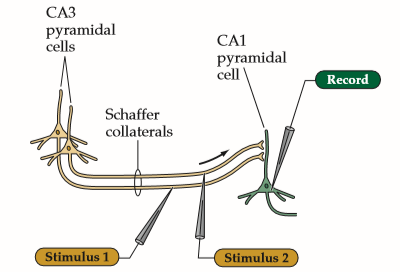 CA3
pyramidal
cells
CA1
pyramidal
cell
Record
Schaffer
collaterals
Stimulus 1
Stimulus 2